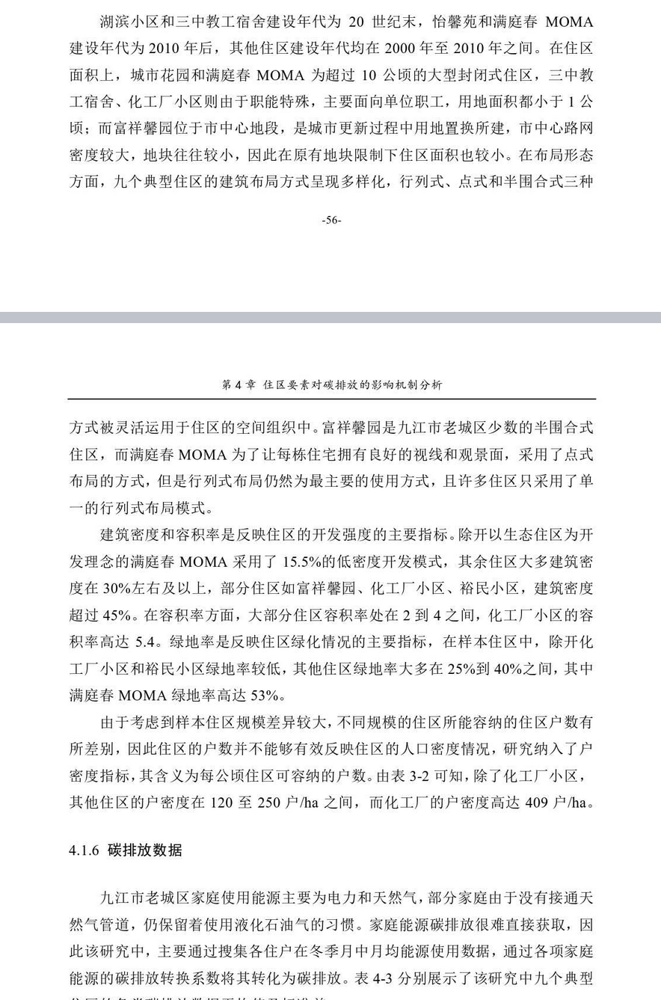 湖滨小区和三中教工宿舍建设年代为 20 世纪末，怡馨苑和满庭春 MOMA
建设年代为 2010 年后，其他住区建设年代均在 2000 年至 2010 年之间。在住区
面积上，城市花园和满庭春 MOMA 为超过 10 公顷的大型封闭式住区，三中教
工宿舍、化工厂小区则由于职能特殊，主要面向单位职工，用地面积都小于 1 公
顷；而富祥馨园位于市中心地段，是城市更新过程中用地置换所建，市中心路网
密度较大，地块往往较小，因此在原有地块限制下住区面积也较小。在布局形态
方面，九个典型住区的建筑布局方式呈现多样化，行列式、点式和半围合式三种
-56-
第 4 章 住区要素对碳排放的影响机制分析
方式被灵活运用于住区的空间组织中。富祥馨园是九江市老城区少数的半围合式
住区，而满庭春 MOMA 为了让每栋住宅拥有良好的视线和观景面，采用了点式
布局的方式，但是行列式布局仍然为最主要的使用方式，且许多住区只采用了单
一的行列式布局模式。
建筑密度和容积率是反映住区的开发强度的主要指标。除开以生态住区为开
发理念的满庭春 MOMA 采用了 15.5%的低密度开发模式，其余住区大多建筑密
度在 30%左右及以上，部分住区如富祥馨园、化工厂小区、裕民小区，建筑密度
超过 45%。在容积率方面，大部分住区容积率处在 2 到 4 之间，化工厂小区的容
积率高达 5.4。绿地率是反映住区绿化情况的主要指标，在样本住区中，除开化
工厂小区和裕民小区绿地率较低，其他住区绿地率大多在 25%到 40%之间，其中
满庭春 MOMA 绿地率高达 53%。
由于考虑到样本住区规模差异较大，不同规模的住区所能容纳的住区户数有
所差别，因此住区的户数并不能够有效反映住区的人口密度情况，研究纳入了户
密度指标，其含义为每公顷住区可容纳的户数。由表 3-2 可知，除了化工厂小区，
其他住区的户密度在 120 至 250 户/ha 之间，而化工厂的户密度高达 409 户/ha。
4.1.6 碳排放数据
九江市老城区家庭使用能源主要为电力和天然气，部分家庭由于没有接通天
然气管道，仍保留着使用液化石油气的习惯。家庭能源碳排放很难直接获取，因
此该研究中，主要通过搜集各住户在冬季月中月均能源使用数据，通过各项家庭
能源的碳排放转换系数将其转化为碳排放。表 4-3 分别展示了该研究中九个典型